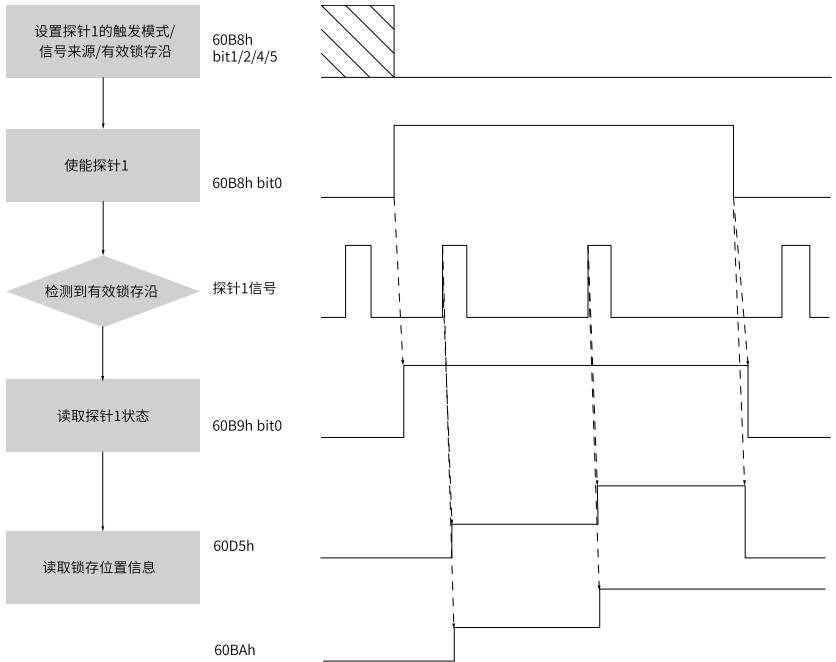 设置探针1的触发模式/
信号来源/有效锁存沿
60B8h
bit1/2/4/5
使能探针1
60B8h bit0
检测到有效锁存沿
探针1信号
读取探针1状态
60B9h bit0
读取锁存位置信息
60D5h
60BAh